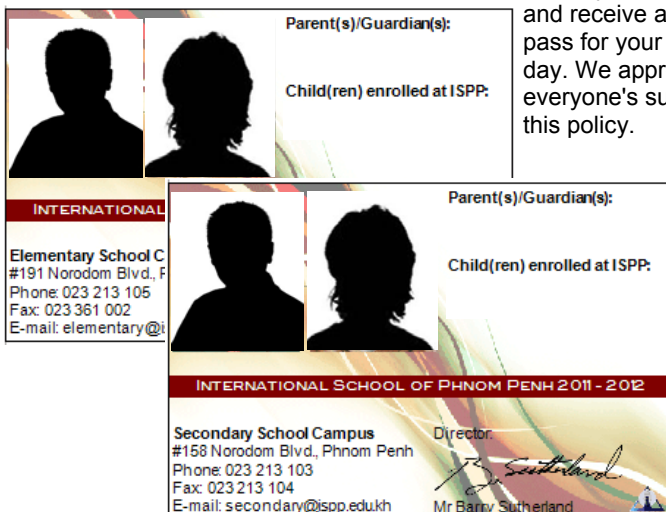 and receive a
pass for your
day. We appr
everyone's su
this policy.
Parent(s)/Guardian(s):
Child(ren) enrolled at ISPP:
INTERNATIONAL
Elementary School C
#191 Norodom Blvd.,
Phone: 023 213 105
Fax: 023 361 002
E-mail: elementary@i
Parent(s)/Guardian(s):
Child(ren) enrolled at ISPP:
INTERNATIONAL SCHOOL OF PHNOM PENH 2011 - 2012
Secondary School Campus
#158 Norodom Blvd., Phnom Penh
Phone: 023 213 103
Fax: 023 213 104
E-mail: secondary@ispp.edu.kh
Director:
B. Sutherland
Mr Barry Sutherland